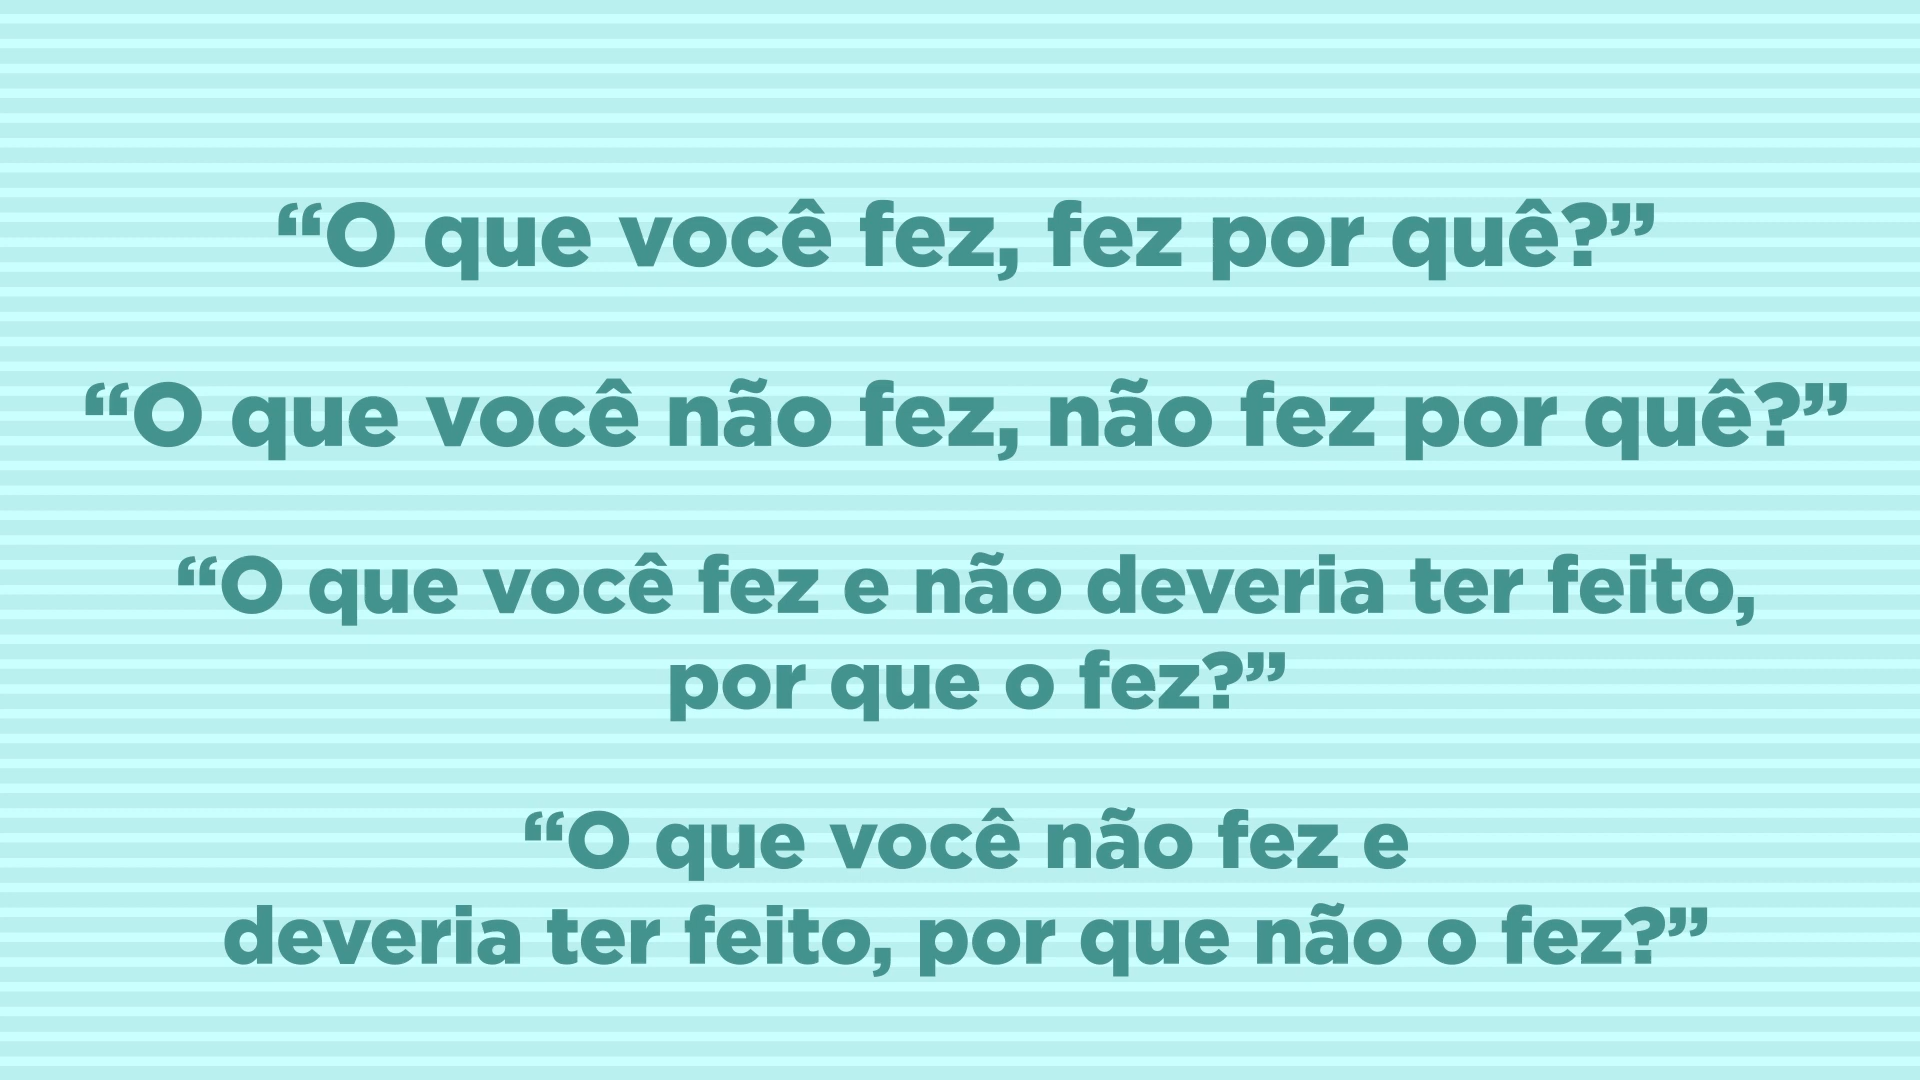 “O que você fez, fez por quê?”
“O que você não fez, não fez por quê?”
“O que você fez e não deveria ter feito,
por que o fez?”
“O que você não fez e
deveria ter feito, por que não o fez?”